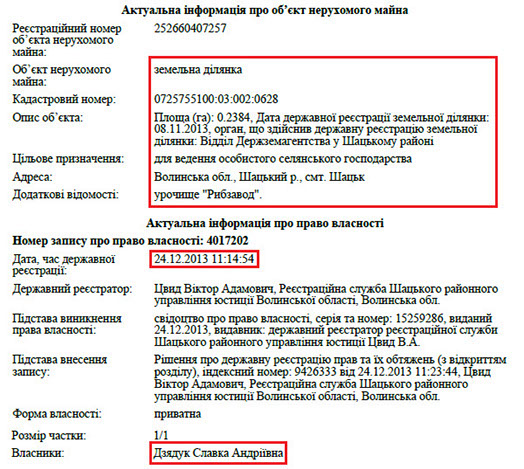 Актуальна інформація про об’єкт нерухомого майна
Реєстраційний номер об’єкта нерухомого майна: 252660407257
Об’єкт нерухомого майна: земельна ділянка
Кадастровий номер: 0725755100:03:002:0628
Опис об’єкта: Площа (га): 0.2384, Дата державної реєстрації земельної ділянки:
08.11.2013, орган, що здійснив державну реєстрацію земельної
ділянки: Відділ Держземагентства у Шацькому районі
Цільове призначення: для ведення особистого селянського господарства
Адреса: Волинська обл., Шацький р., смт. Шацьк
Додаткові відомості: урочище "Рибзавод".
Актуальна інформація про право власності
Номер запису про право власності: 4017202
Дата, час державної реєстрації: 24.12.2013 11:14:54
Державний реєстратор: Цвид Віктор Адамович, Реєстраційна служба Шацького районного
управління юстиції Волинської області, Волинська обл.
Підстава виникнення права власності: свідоцтво про право власності, серія та номер: 15259286, виданий
24.12.2013, видавник: державний реєстратор реєстраційної служби
Шацького районного управління юстиції Цвид В.А.
Підстава внесення запису: Рішення про державну реєстрацію прав та їх обтяжень (з відкриттям
розділу), індексний номер: 9426333 від 24.12.2013 11:23:44, Цвид
Віктор Адамович, Реєстраційна служба Шацького районного
управління юстиції Волинської області, Волинська обл.
Форма власності: приватна
Розмір частки: 1/1
Власники: Дзядук Славка Андріївна